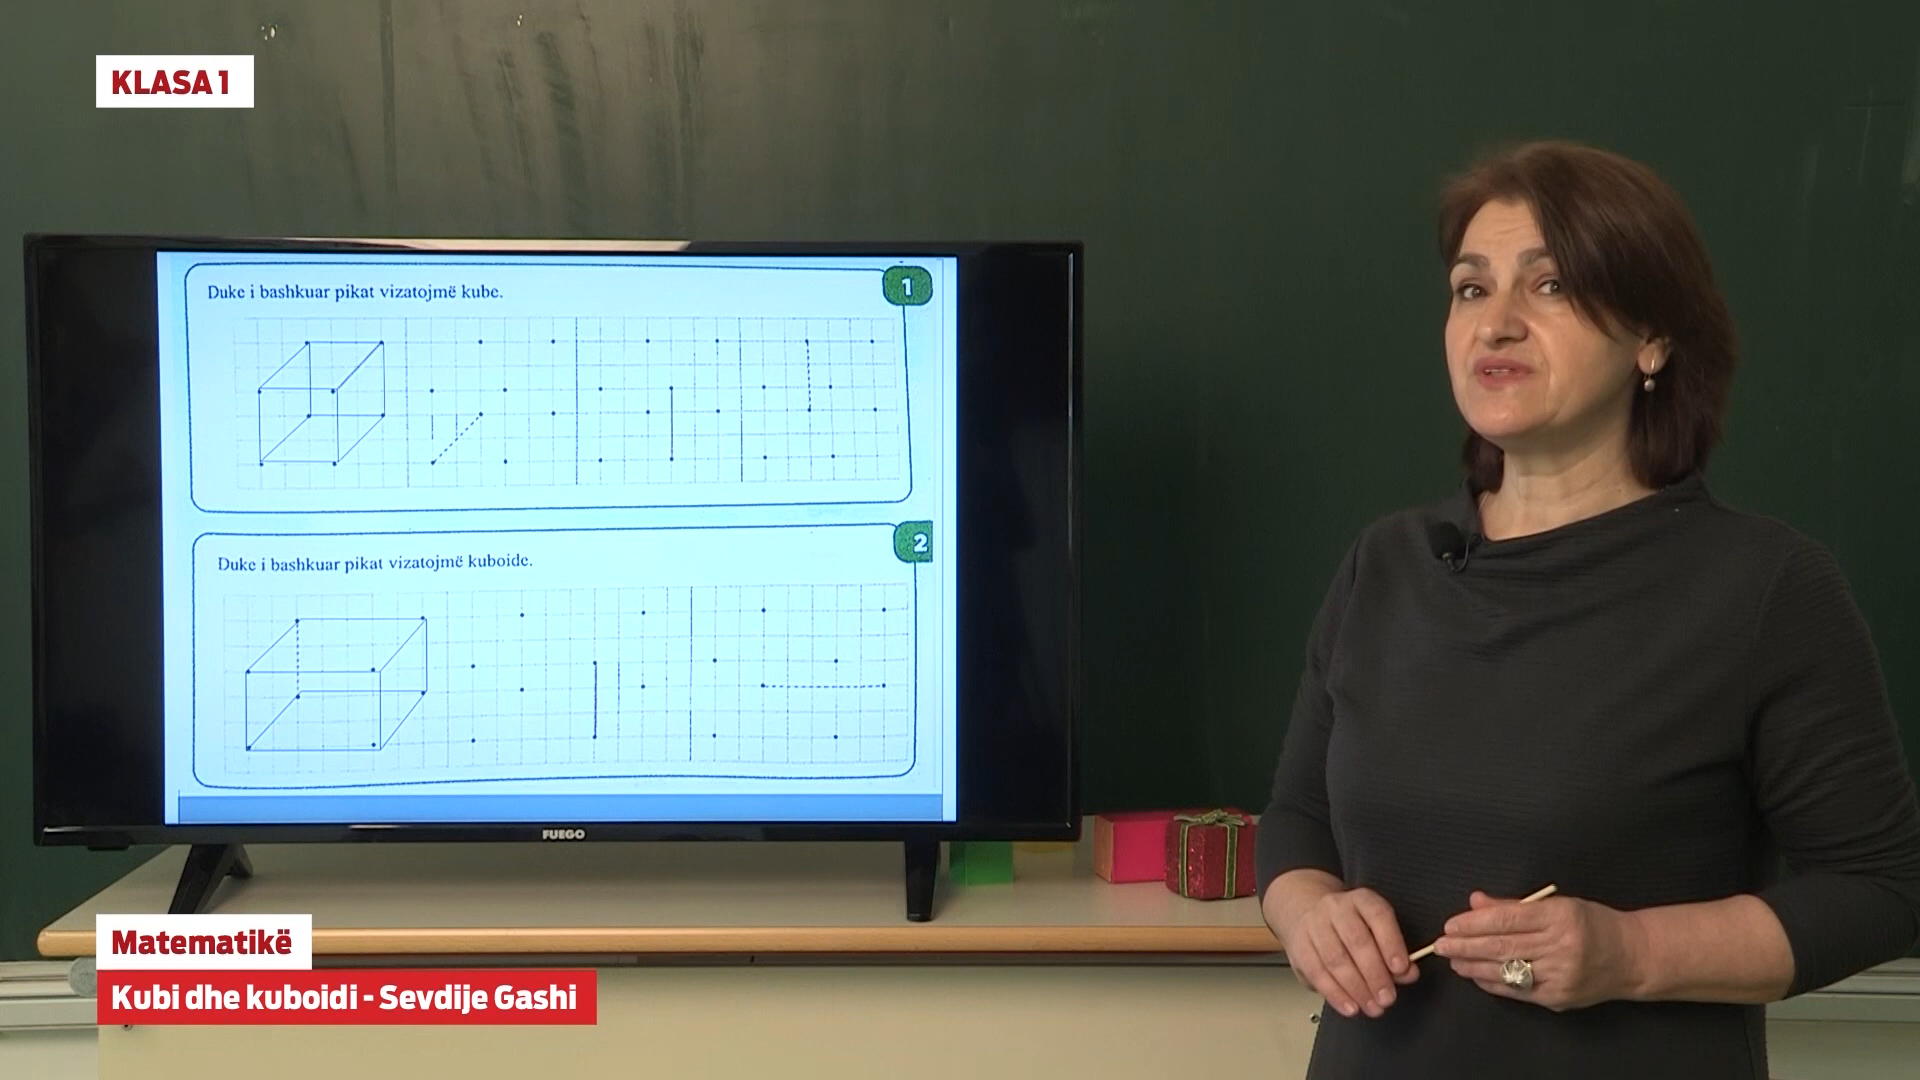 KLASA 1
Duke i bashkuar pikat vizatojmë kube.
1
Duke i bashkuar pikat vizatojmë kuboide.
2
FUEGO
Matematikë
Kubi dhe kuboidi - Sevdije Gashi